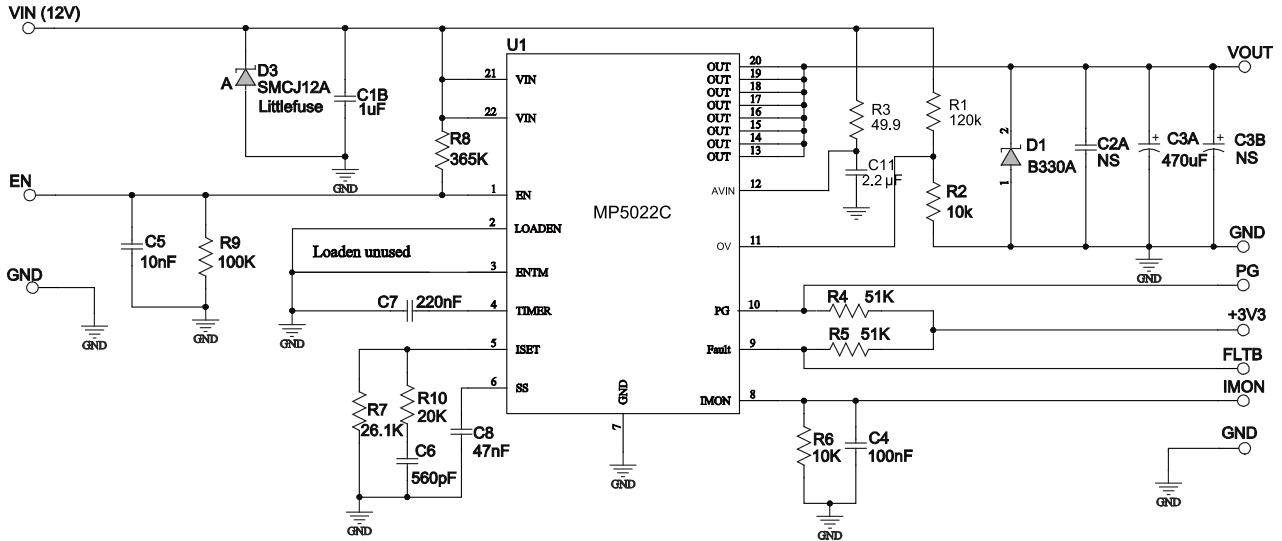 VIN (12V)
U1
D3
SMCJ12A
Littlefuse
A
C1B
1uF
GND
21
VIN
22
VIN
R8
365K
EN
1
EN
2
LOADEN
Loaden unused
3
ENTM
C7
220nF
4
TIMER
5
ISET
6
SS
C5
10nF
R9
100K
GND
GND
GND
GND
R7
26.1K
R10
20K
C6
560pF
C8
47nF
GND
MP5022C
GND
7
GND
OUT
20
OUT
19
OUT
18
OUT
17
OUT
16
OUT
15
OUT
14
OUT
13
AVIN
12
OV
11
PG
10
Fault
9
IMON
8
R3
49.9
C11
2.2 µF
GND
R1
120k
R2
10k
2
D1
B330A
1
C2A
NS
+
C3A
470uF
+
C3B
NS
VOUT
GND
GND
PG
R4
51K
R5
51K
+3V3
FLTB
IMON
R6
10K
C4
100nF
GND
GND
GND